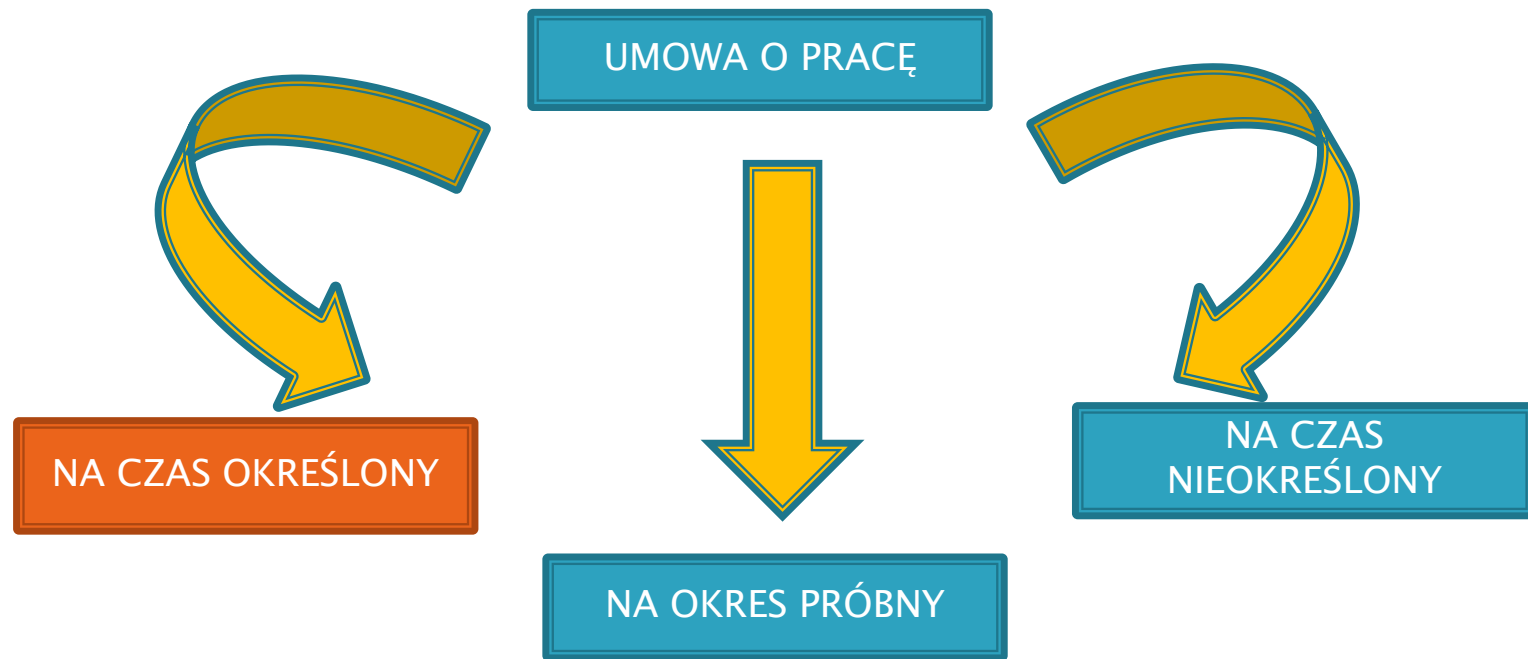 UMOWA O PRACĘ
NA CZAS OKREŚLONY
NA CZAS
NIEOKREŚLONY
NA OKRES PRÓBNY